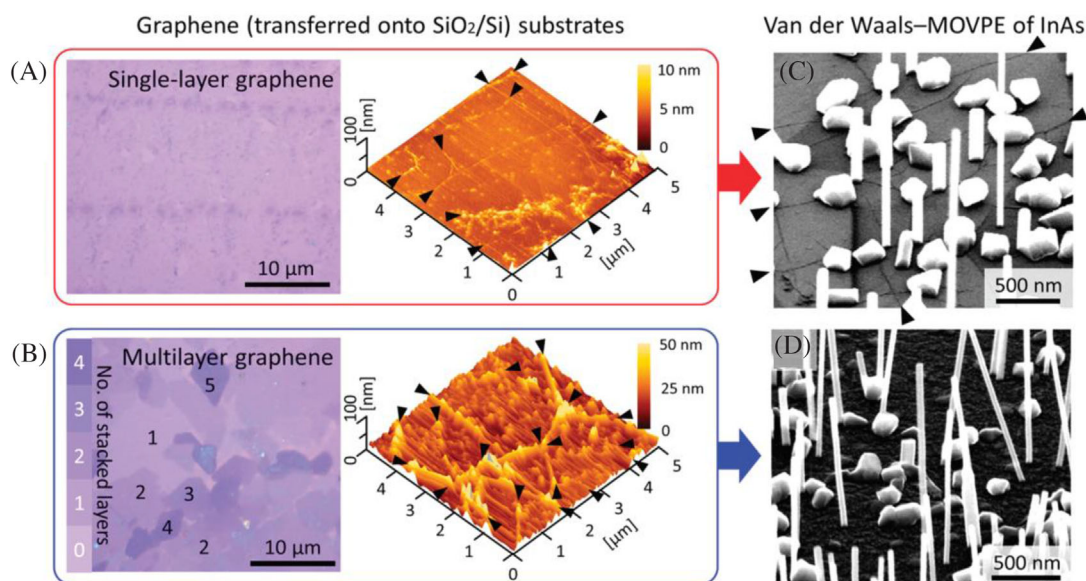 Graphene (transferred onto SiO₂/Si) substrates
Van der Waals–MOVPE of InAs
(A)
Single-layer graphene
10 μm
100
[nm]
0
10 nm
5 nm
0
5
4
3
2
1
4
3
2
1
[μm]
0
(C)
500 nm
(B)
4
3
2
1
0
No. of stacked layers
Multilayer graphene
5
1
2
3
4
2
10 μm
100
[nm]
0
50 nm
25 nm
0
5
4
3
2
1
4
3
2
1
[μm]
0
(D)
500 nm